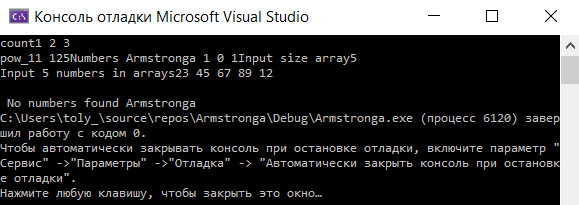 Консоль отладки Microsoft Visual Studio
count1 2 3
pow_11 125Numbers Armstronga 1 0 1Input size array5
Input 5 numbers in arrays23 45 67 89 12
No numbers found Armstronga
C:\Users\toly_\source\repos\Armstronga\Debug\Armstronga.exe (процесс 6120) завер
шил работу с кодом 0.
Чтобы автоматически закрывать консоль при остановке отладки, включите параметр "
Сервис" ->"Параметры" ->"Отладка" -> "Автоматически закрыть консоль при остановк
е отладки".
Нажмите любую клавишу, чтобы закрыть это окно…